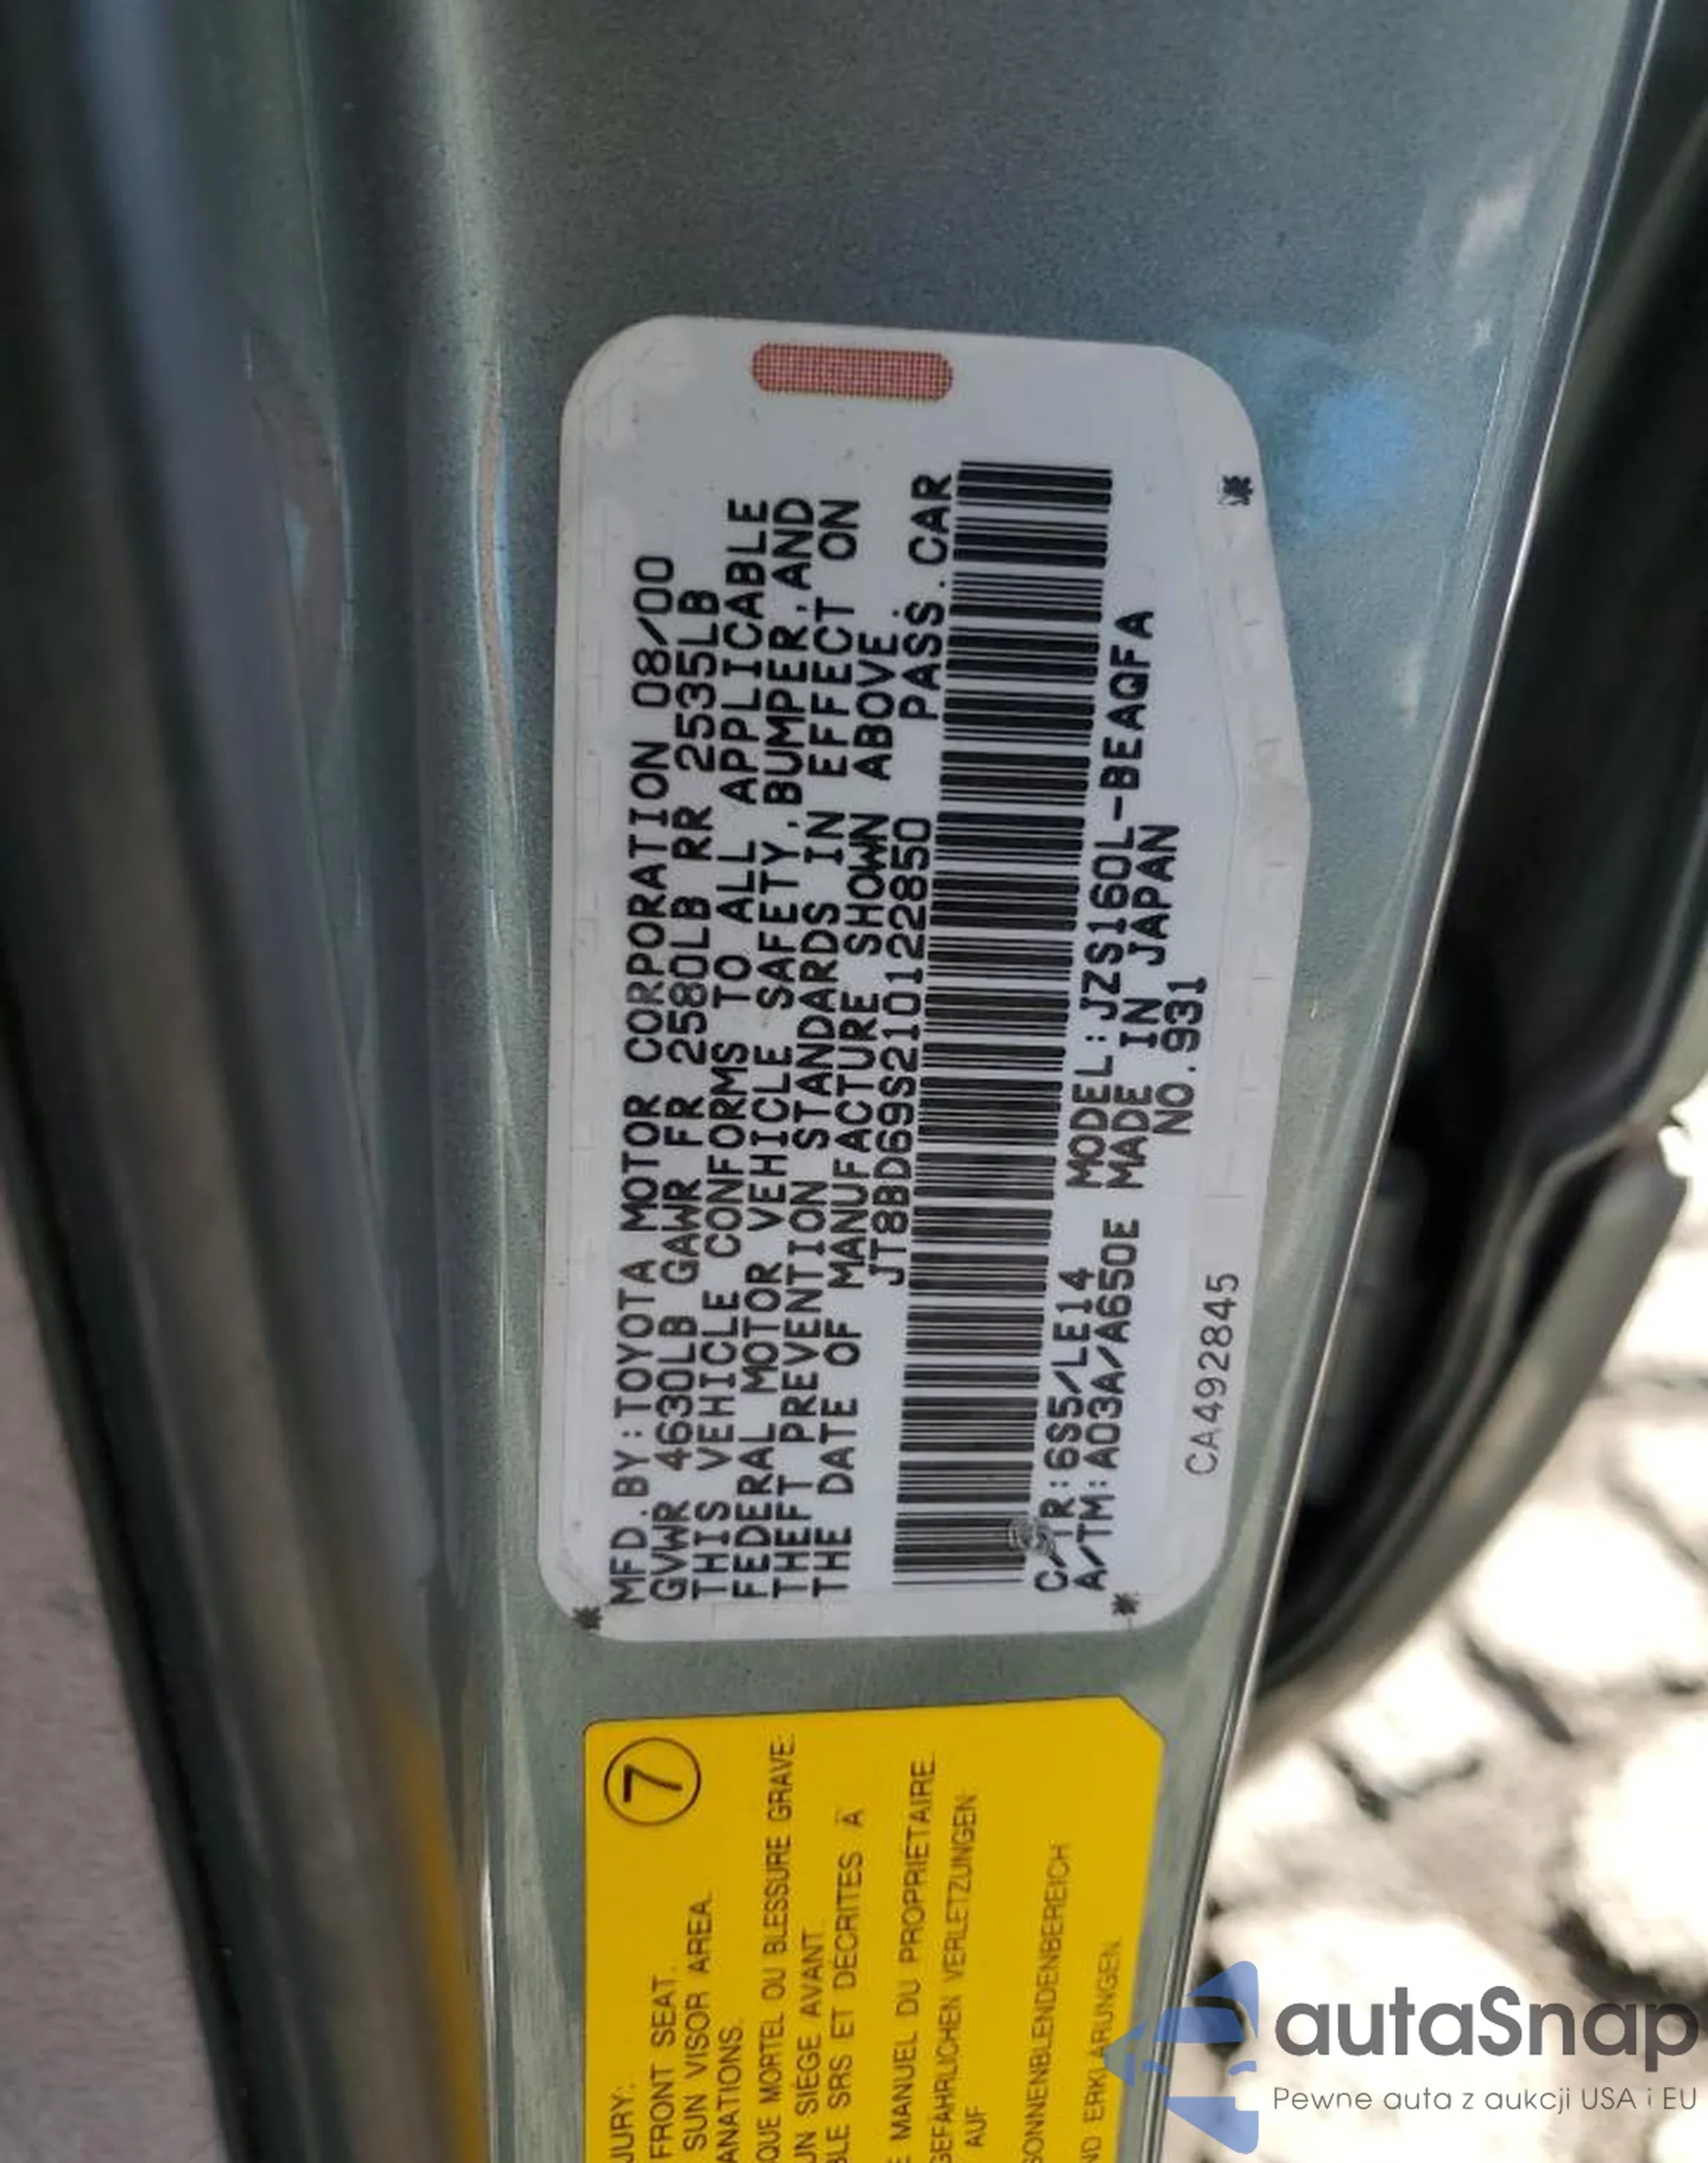 MFD.BY:TOYOTA MOTOR CORPORATION 08/00
GVWR 4630LB GAWR FR 2580LB RR 2535LB
THIS VEHICLE CONFORMS TO ALL APPLICABLE
FEDERAL MOTOR VEHICLE SAFETY, BUMPER, AND
THEFT PREVENTION STANDARDS IN EFFECT ON
THE DATE OF MANUFACTURE SHOWN ABOVE.
JT8BD69S210122850 PASS.CAR
C/TR:6S5/LE14 MODEL:JZS160L-BEAQFA
A/TM:A03A/A650E MADE IN JAPAN
NO.931
CA492845
7
JURY:
FRONT SEAT.
SUN VISOR AREA.
ANATIONS.
QUE MORTEL OU BLESSURE GRAVE:
UN SIÈGE AVANT.
BLE SRS ET DÉCRITES À
E MANUEL DU PROPRIÉTAIRE.
GEFÄHRLICHEN VERLETZUNGEN:
AUF
SONNENBLENDENBEREICH
ND ERKLÄRUNGEN.
autaSnap
Pewne auta z aukcji USA i EU